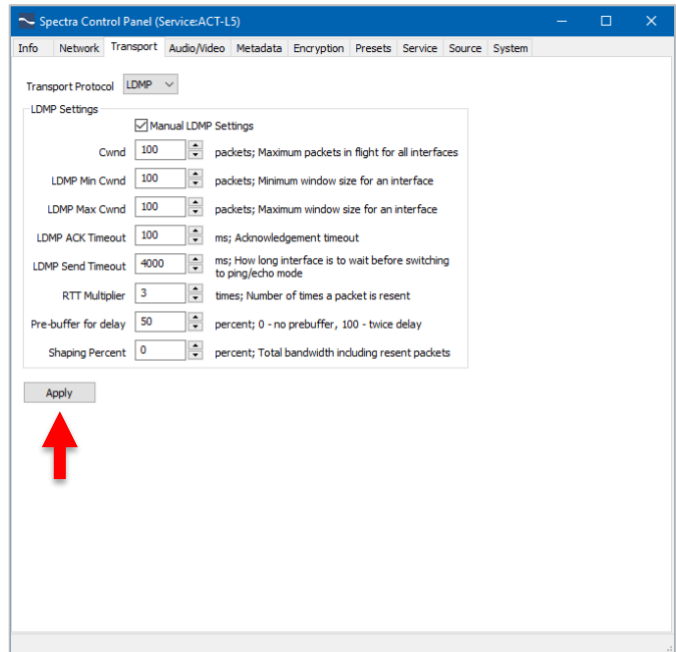 Spectra Control Panel (Service:ACT-L5)
Info Network Transport Audio/Video Metadata Encryption Presets Service Source System
Transport Protocol LDMP
LDMP Settings
Manual LDMP Settings
Cwnd 100 packets; Maximum packets in flight for all interfaces
LDMP Min Cwnd 100 packets; Minimum window size for an interface
LDMP Max Cwnd 100 packets; Maximum window size for an interface
LDMP ACK Timeout 100 ms; Acknowledgement timeout
LDMP Send Timeout 4000 ms; How long interface is to wait before switching
to ping/echo mode
RTT Multiplier 3 times; Number of times a packet is resent
Pre-buffer for delay 50 percent; 0 - no prebuffer, 100 - twice delay
Shaping Percent 0 percent; Total bandwidth including resent packets
Apply